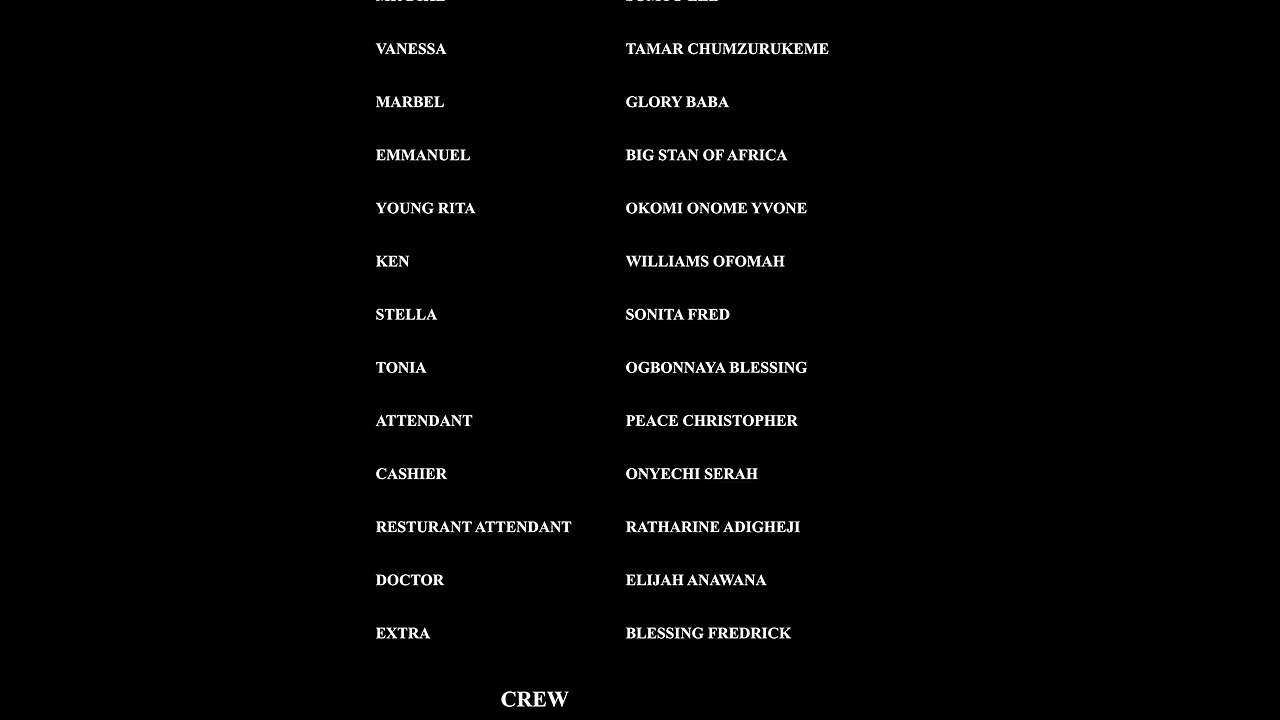 VANESSA TAMAR CHUMZURUKEME
MARBEL GLORY BABA
EMMANUEL BIG STAN OF AFRICA
YOUNG RITA OKOMI ONOME YVONE
KEN WILLIAMS OFOMAH
STELLA SONITA FRED
TONIA OGBONNAYA BLESSING
ATTENDANT PEACE CHRISTOPHER
CASHIER ONYECHI SERAH
RESTURANT ATTENDANT RATHARINE ADIGHEJI
DOCTOR ELIJAH ANAWANA
EXTRA BLESSING FREDRICK
CREW